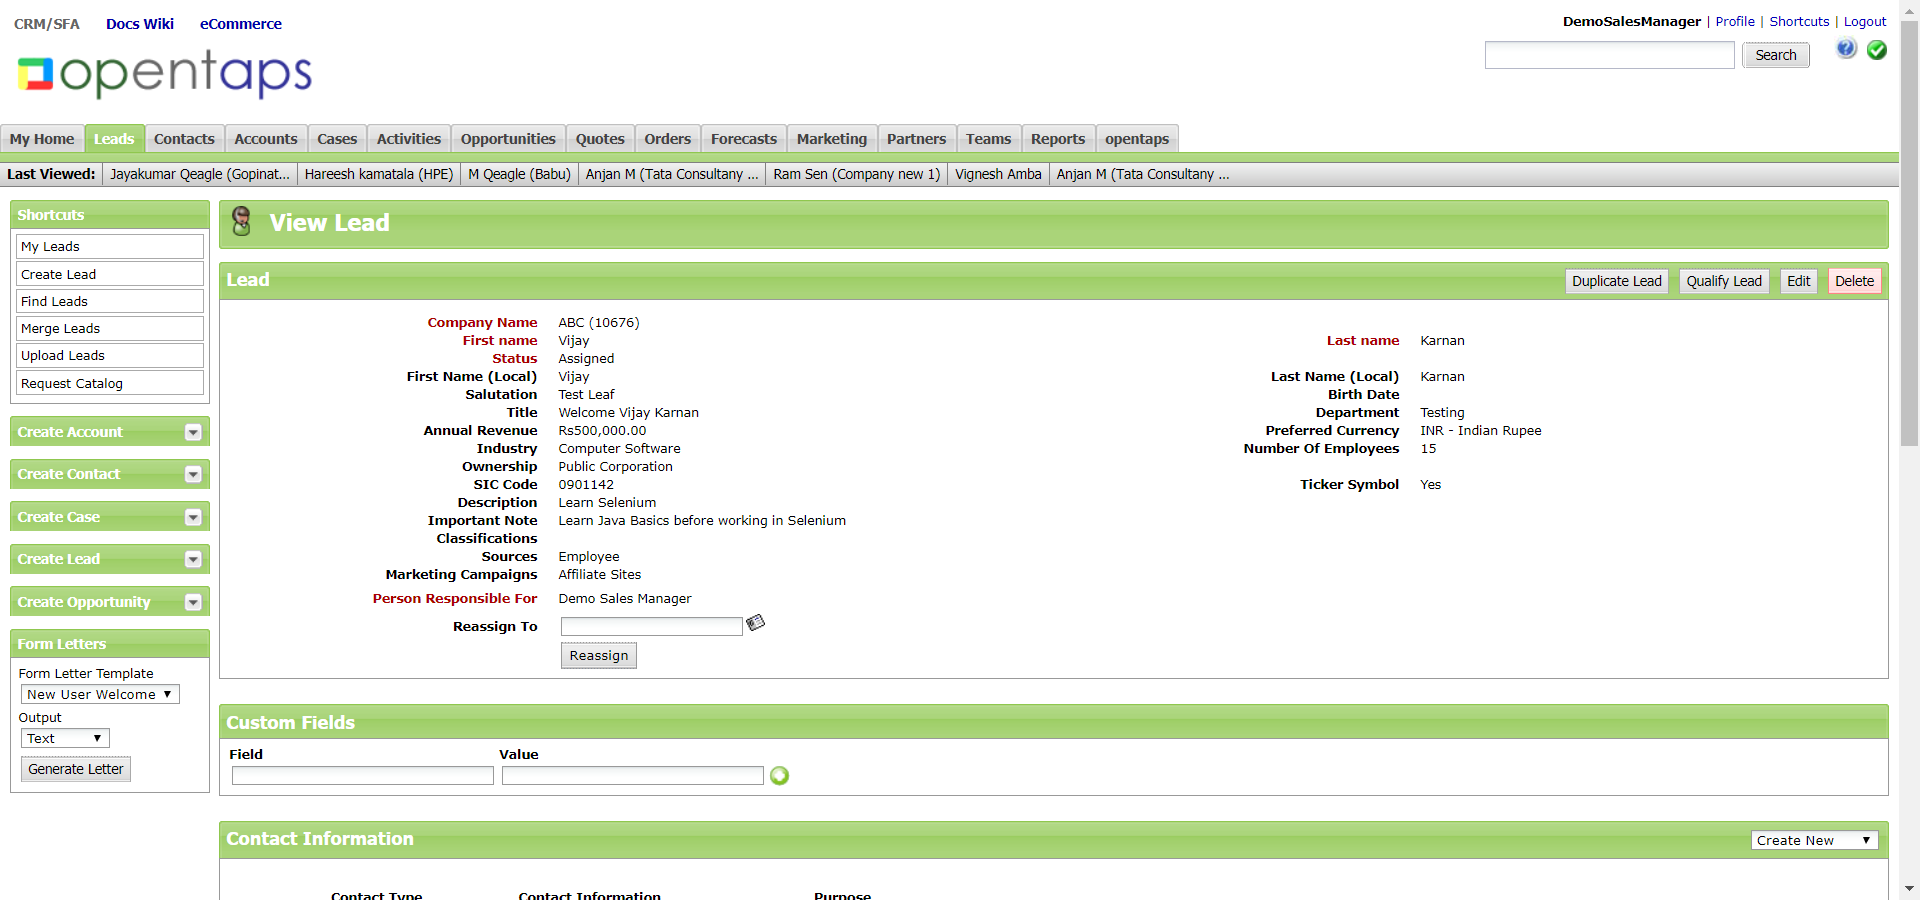 CRM/SFA Docs Wiki eCommerce
DemoSalesManager | Profile | Shortcuts | Logout
opentaps
Search
My Home Leads Contacts Accounts Cases Activities Opportunities Quotes Orders Forecasts Marketing Partners Teams Reports opentaps
Last Viewed: Jayakumar Qeagle (Gopinat... Hareesh kamatala (HPE) M Qeagle (Babu) Anjan M (Tata Consultany ... Ram Sen (Company new 1) Vignesh Amba Anjan M (Tata Consultany ...
Shortcuts
My Leads
Create Lead
Find Leads
Merge Leads
Upload Leads
Request Catalog
Create Account
Create Contact
Create Case
Create Lead
Create Opportunity
Form Letters
Form Letter Template
New User Welcome
Output
Text
Generate Letter
View Lead
Lead
Duplicate Lead Qualify Lead Edit Delete
Company Name ABC (10676)
First name Vijay Last name Karnan
Status Assigned
First Name (Local) Vijay Last Name (Local) Karnan
Salutation Test Leaf Birth Date
Title Welcome Vijay Karnan Department Testing
Annual Revenue Rs500,000.00 Preferred Currency INR - Indian Rupee
Industry Computer Software Number Of Employees 15
Ownership Public Corporation
SIC Code 0901142 Ticker Symbol Yes
Description Learn Selenium
Important Note Learn Java Basics before working in Selenium
Classifications
Sources Employee
Marketing Campaigns Affiliate Sites
Person Responsible For Demo Sales Manager
Reassign To
Reassign
Custom Fields
Field Value
Contact Information
Create New
Contact Type Contact Information Purpose